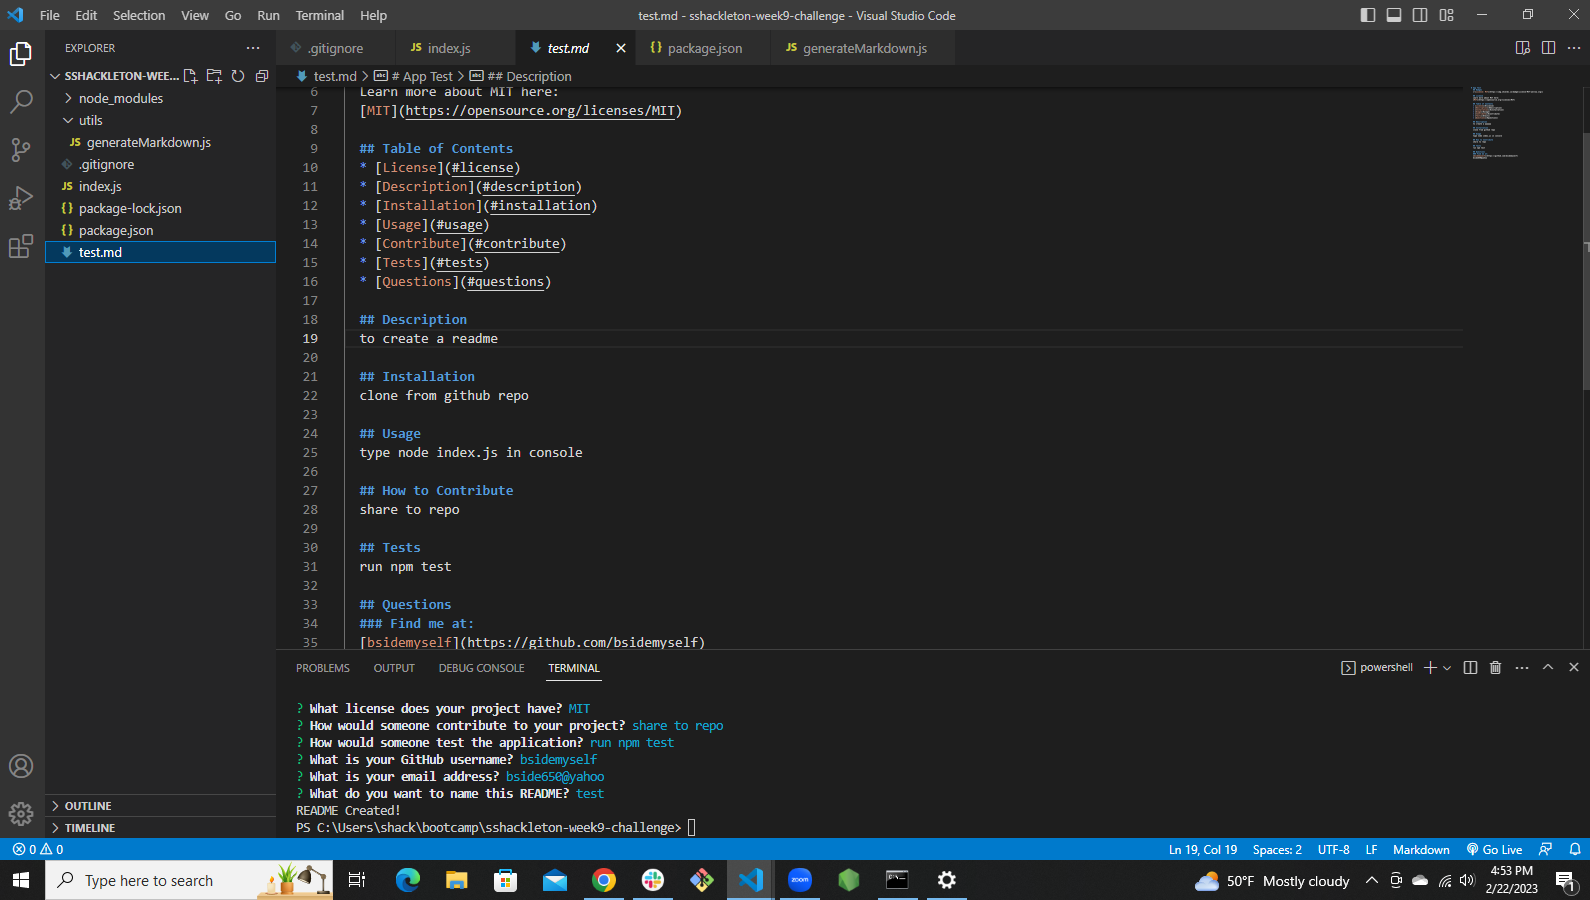 File Edit Selection View Go Run Terminal Help
test.md - sshackleton-week9-challenge - Visual Studio Code
EXPLORER
SSHACKLETON-WEE...
node_modules
utils
JS generateMarkdown.js
.gitignore
JS index.js
{} package-lock.json
{} package.json
test.md
OUTLINE
TIMELINE
.gitignore JS index.js test.md {} package.json JS generateMarkdown.js
test.md > # App Test > ## Description
6 Learn more about MIT here:
7 [MIT](https://opensource.org/licenses/MIT)
8
9 ## Table of Contents
10 * [License](#license)
11 * [Description](#description)
12 * [Installation](#installation)
13 * [Usage](#usage)
14 * [Contribute](#contribute)
15 * [Tests](#tests)
16 * [Questions](#questions)
17
18 ## Description
19 to create a readme
20
21 ## Installation
22 clone from github repo
23
24 ## Usage
25 type node index.js in console
26
27 ## How to Contribute
28 share to repo
29
30 ## Tests
31 run npm test
32
33 ## Questions
34 ### Find me at:
35 [bsidemyself](https://github.com/bsidemyself)
PROBLEMS OUTPUT DEBUG CONSOLE TERMINAL
powershell
? What license does your project have? MIT
? How would someone contribute to your project? share to repo
? How would someone test the application? run npm test
? What is your GitHub username? bsidemyself
? What is your email address? bside650@yahoo
? What do you want to name this README? test
README Created!
PS C:\Users\shack\bootcamp\sshackleton-week9-challenge>
0 0
Ln 19, Col 19 Spaces: 2 UTF-8 LF Markdown Go Live
Type here to search
zoom
50°F Mostly cloudy
4:53 PM
2/22/2023
1